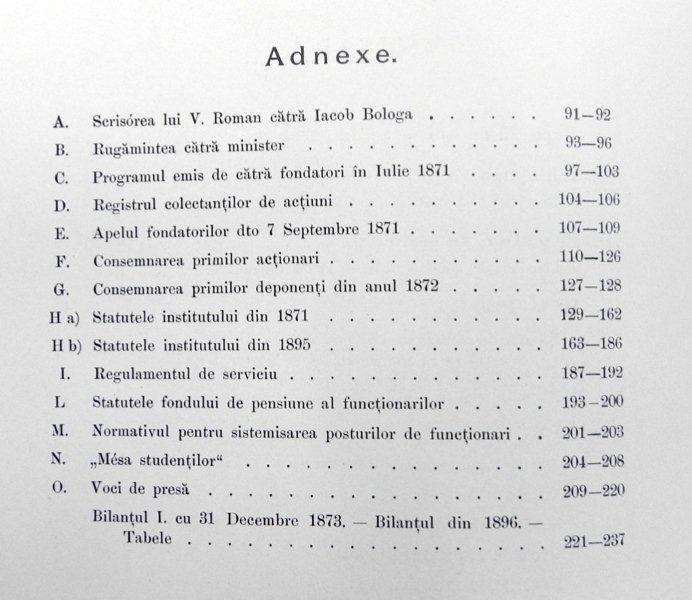 Adnexe.
A. Scrisórea lui V. Roman cătră Iacob Bologa . . . . . . 91—92
B. Rugămintea cătră minister . . . . . . . . . . . . 93—96
C. Programul emis de cătră fondatori în Iulie 1871 . . . . 97—103
D. Registrul colectanților de acțiuni . . . . . . . . . . 104—106
E. Apelul fondatorilor dto 7 Septembre 1871 . . . . . . . 107—109
F. Consemnarea primilor acționari . . . . . . . . . . . 110—126
G. Consemnarea primilor deponenți din anul 1872 . . . . . 127—128
H a) Statutele institutului din 1871 . . . . . . . . . . . 129—162
H b) Statutele institutului din 1895 . . . . . . . . . . . 163—186
I. Regulamentul de serviciu . . . . . . . . . . . . . 187—192
L Statutele fondului de pensiune al funcționarilor . . . . . 193—200
M. Normativul pentru sistemisarea posturilor de funcționari . . 201—203
N. „Mésa studenților“ . . . . . . . . . . . . . . . 204—208
O. Voci de presă . . . . . . . . . . . . . . . . . 209—220
Bilanțul I. cu 31 Decembre 1873. — Bilanțul din 1896. —
Tabele . . . . . . . . . . . . . . . . . . 221—237